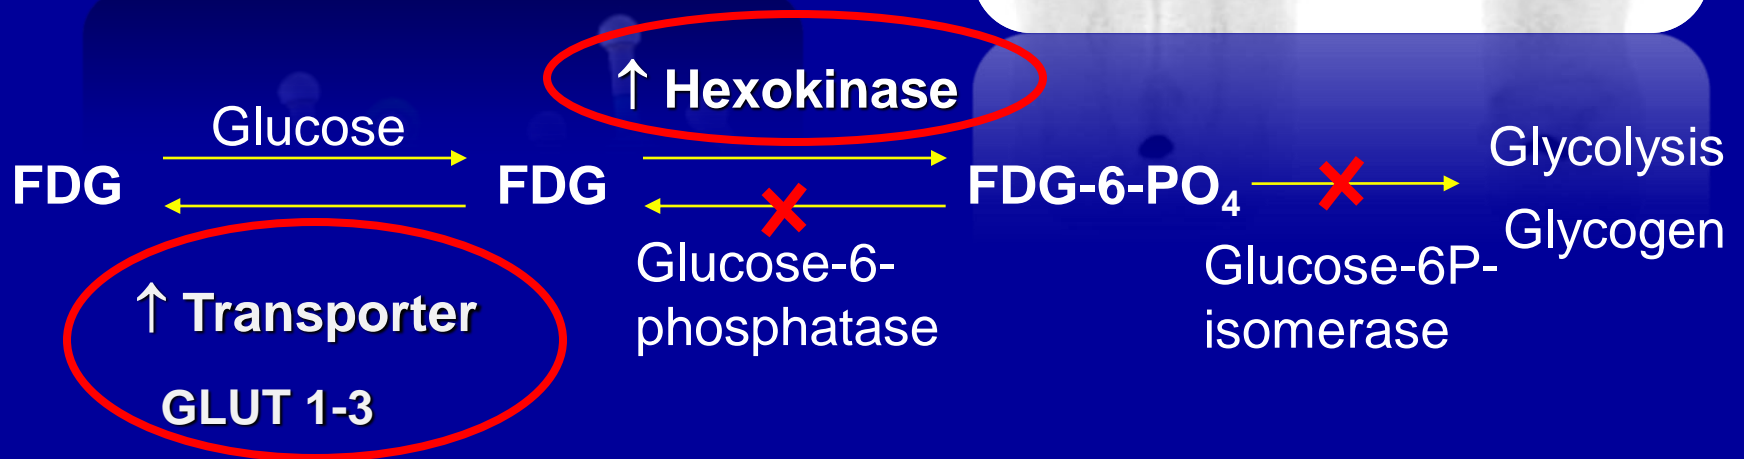 ↑ Hexokinase
Glucose
FDG
FDG
FDG-6-PO₄
Glycolysis
Glycogen
Glucose-6-
phosphatase
Glucose-6P-
isomerase
↑ Transporter
GLUT 1-3